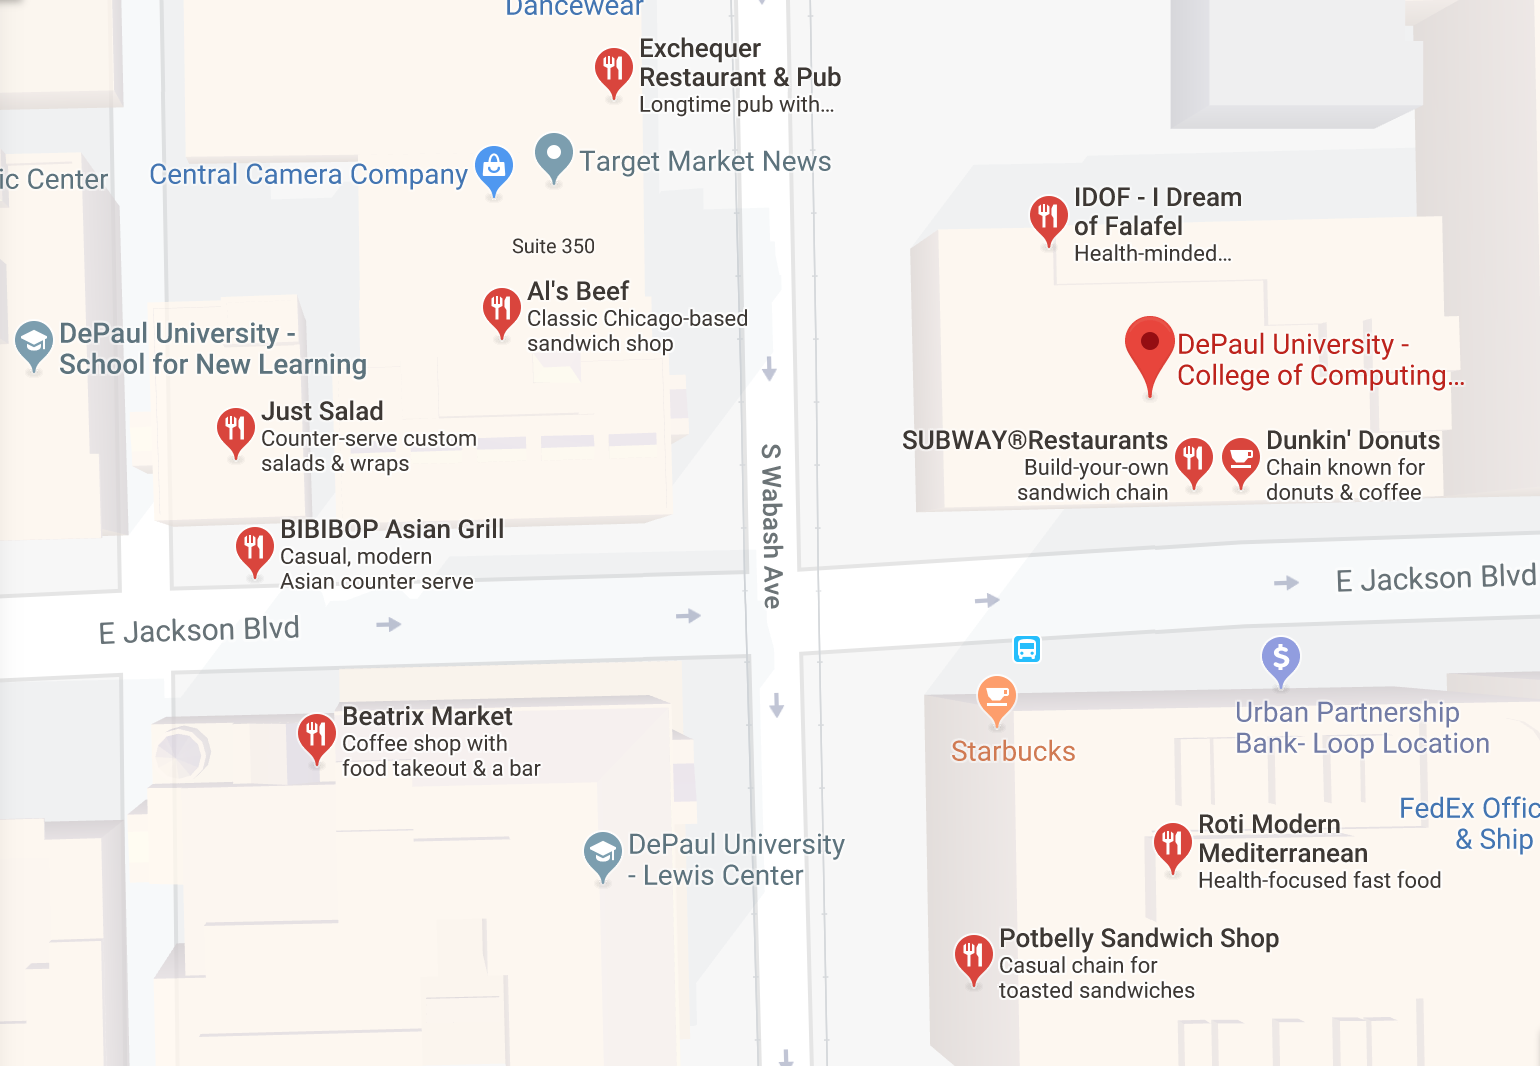 Dancewear
Exchequer
Restaurant & Pub
Longtime pub with...
Target Market News
Central Camera Company
ic Center
Suite 350
IDOF - I Dream
of Falafel
Health-minded...
Al's Beef
Classic Chicago-based
sandwich shop
DePaul University -
School for New Learning
DePaul University -
College of Computing...
Just Salad
Counter-serve custom
salads & wraps
SUBWAY®Restaurants
Build-your-own
sandwich chain
Dunkin' Donuts
Chain known for
donuts & coffee
S Wabash Ave
BIBIBOP Asian Grill
Casual, modern
Asian counter serve
E Jackson Blvd
E Jackson Blvd
Beatrix Market
Coffee shop with
food takeout & a bar
Starbucks
$
Urban Partnership
Bank- Loop Location
FedEx Offic
& Ship
DePaul University
- Lewis Center
Roti Modern
Mediterranean
Health-focused fast food
Potbelly Sandwich Shop
Casual chain for
toasted sandwiches